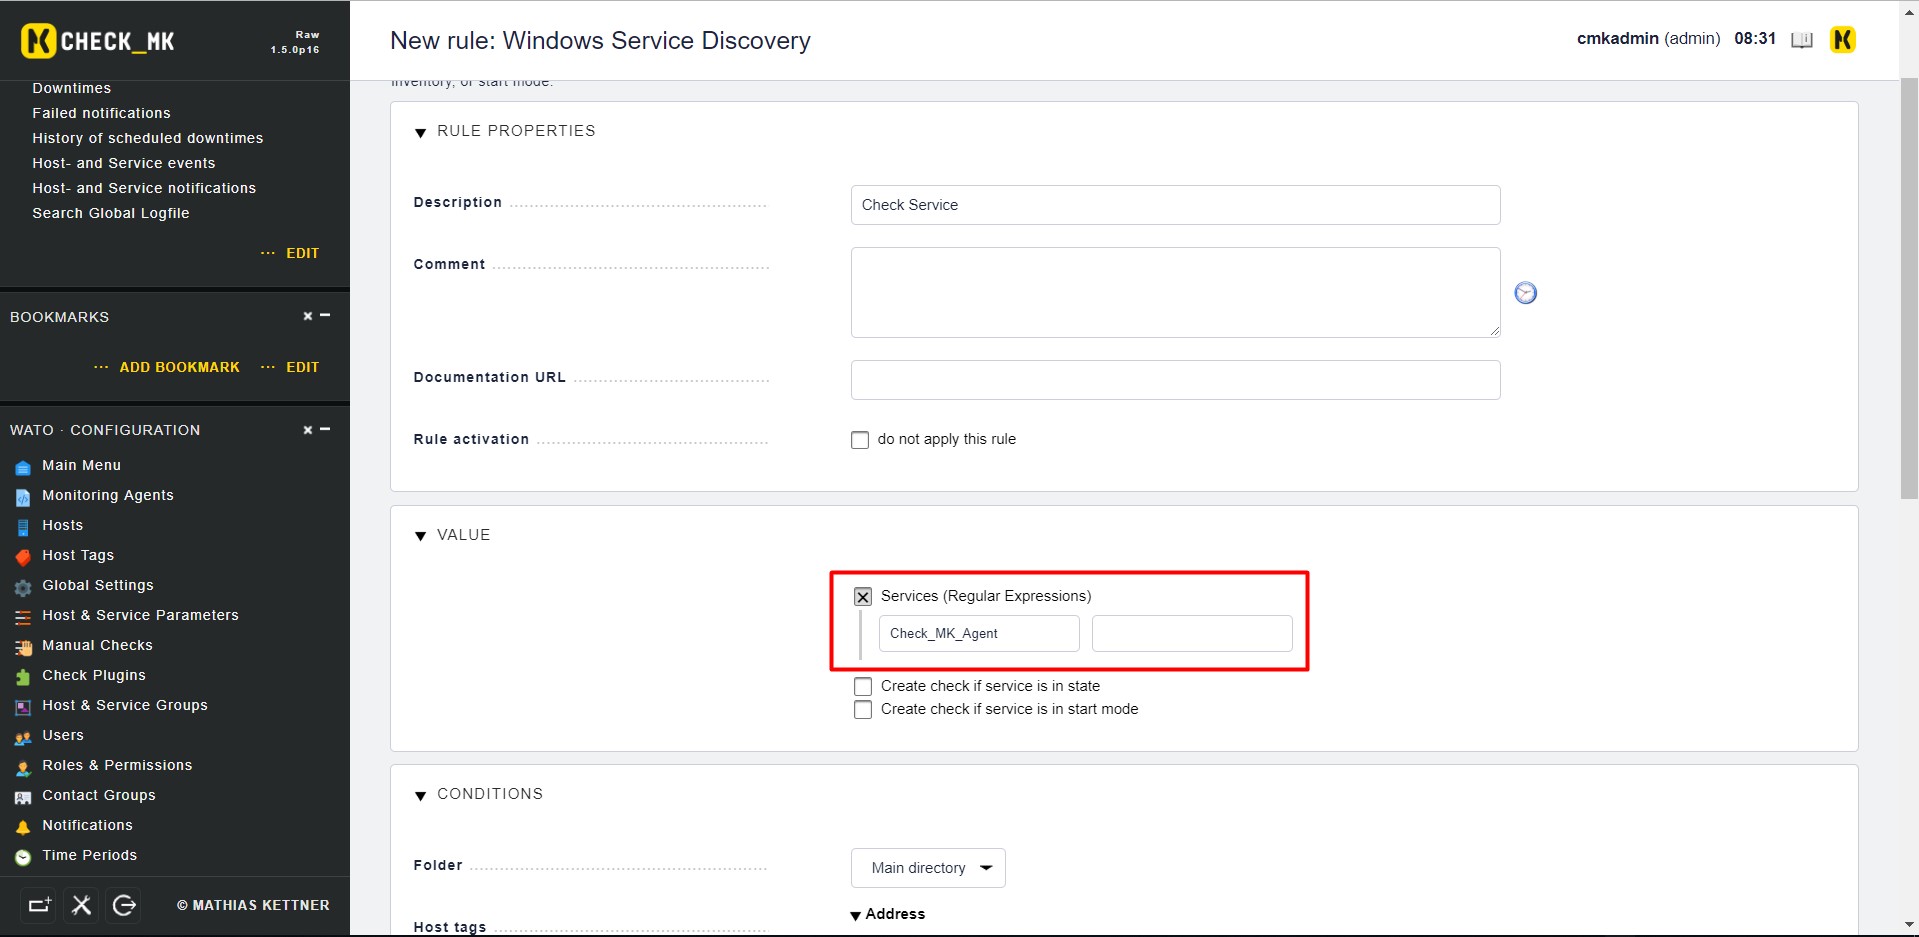 CHECK_MK
Raw
1.5.0p16
Downtimes
Failed notifications
History of scheduled downtimes
Host- and Service events
Host- and Service notifications
Search Global Logfile
··· EDIT
BOOKMARKS
··· ADD BOOKMARK ··· EDIT
WATO · CONFIGURATION
Main Menu
Monitoring Agents
Hosts
Host Tags
Global Settings
Host & Service Parameters
Manual Checks
Check Plugins
Host & Service Groups
Users
Roles & Permissions
Contact Groups
Notifications
Time Periods
© MATHIAS KETTNER
New rule: Windows Service Discovery
cmkadmin (admin) 08:31
inventory, or start mode.
RULE PROPERTIES
Description
Check Service
Comment
Documentation URL
Rule activation
do not apply this rule
VALUE
Services (Regular Expressions)
Check_MK_Agent
Create check if service is in state
Create check if service is in start mode
CONDITIONS
Folder
Main directory
Host tags
Address